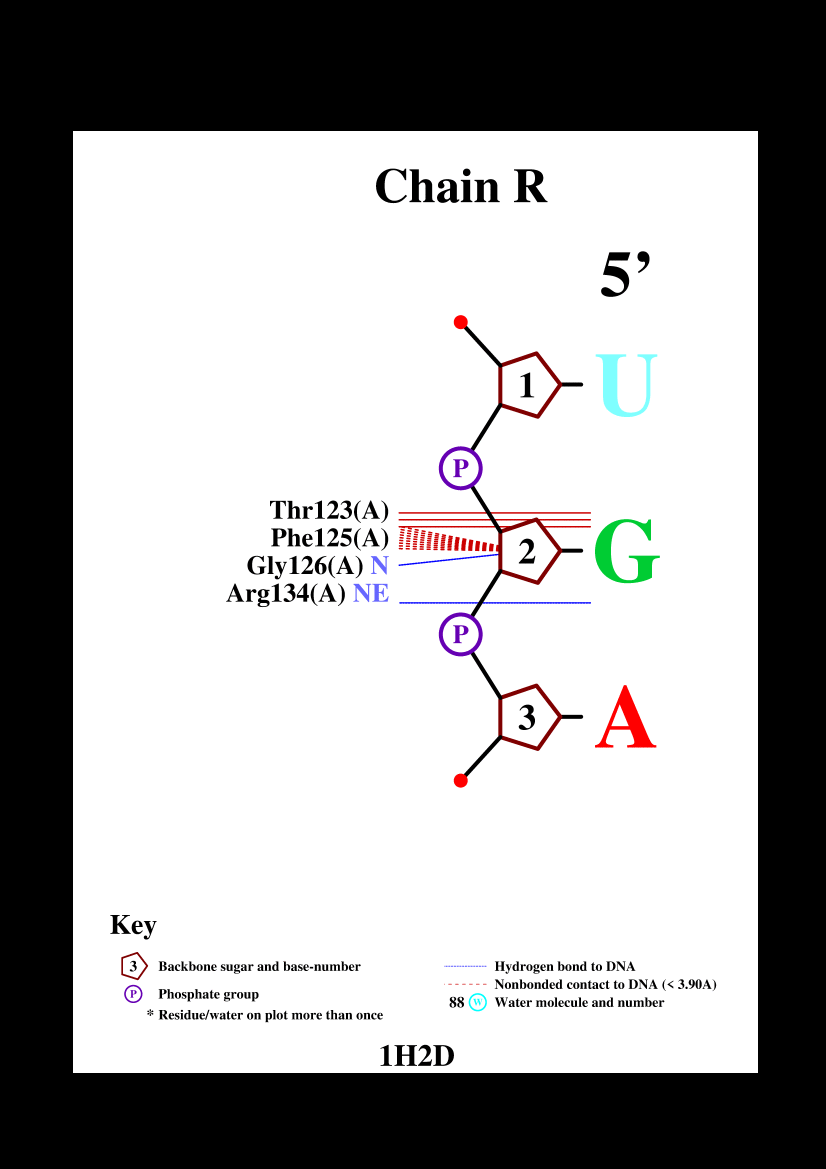 Chain R
5’
1 U
P
Thr123(A)
Phe125(A)
Gly126(A) N
Arg134(A) NE
2 G
P
3 A
Key
3 Backbone sugar and base-number
P Phosphate group
* Residue/water on plot more than once
Hydrogen bond to DNA
Nonbonded contact to DNA (< 3.90A)
88 W Water molecule and number
1H2D